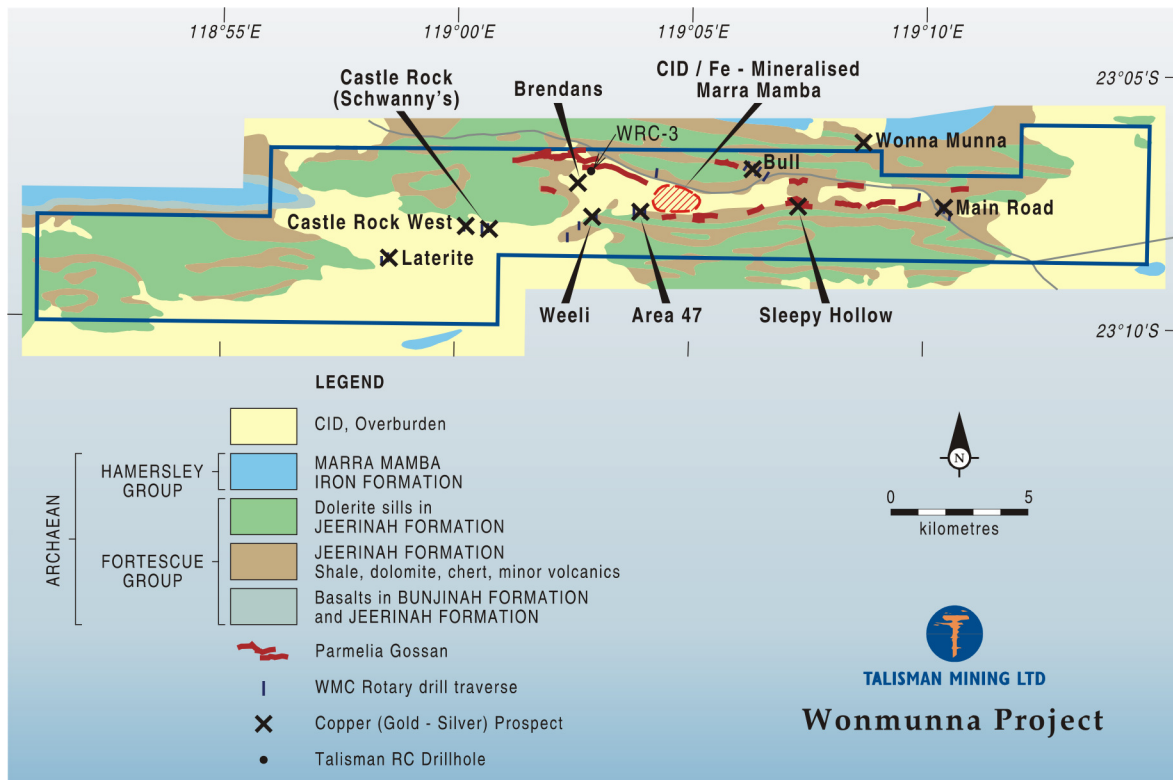 118°55'E 119°00'E 119°05'E 119°10'E
23°05'S
Castle Rock
(Schwanny's)
Brendans
CID / Fe - Mineralised
Marra Mamba
WRC-3
Wonna Munna
Bull
Castle Rock West
Main Road
Laterite
Weeli
Area 47
Sleepy Hollow
23°10'S
LEGEND
CID, Overburden
ARCHAEAN
HAMERSLEY
GROUP
MARRA MAMBA
IRON FORMATION
FORTESCUE
GROUP
Dolerite sills in
JEERINAH FORMATION
JEERINAH FORMATION
Shale, dolomite, chert, minor volcanics
Basalts in BUNJINAH FORMATION
and JEERINAH FORMATION
Parmelia Gossan
WMC Rotary drill traverse
Copper (Gold - Silver) Prospect
Talisman RC Drillhole
N
0 5
kilometres
TALISMAN MINING LTD
Wonmunna Project